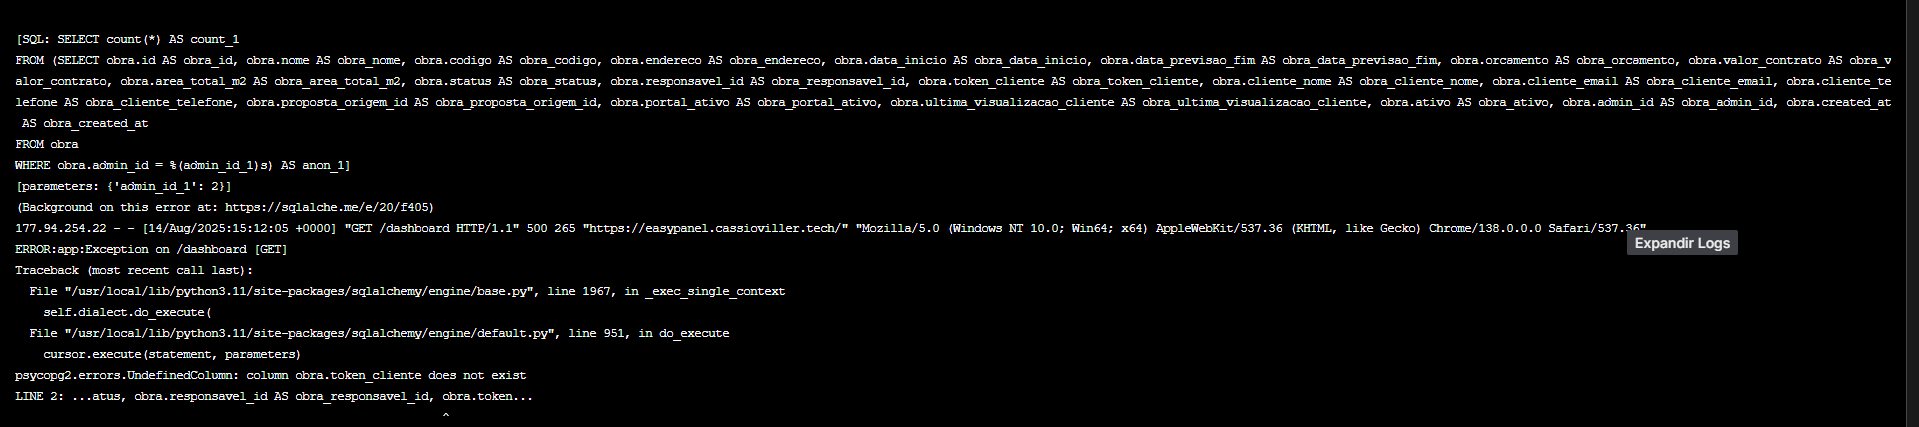 [SQL: SELECT count(*) AS count_1
FROM (SELECT obra.id AS obra_id, obra.nome AS obra_nome, obra.codigo AS obra_codigo, obra.endereco AS obra_endereco, obra.data_inicio AS obra_data_inicio, obra.data_previsao_fim AS obra_data_previsao_fim, obra.orcamento AS obra_orcamento, obra.valor_contrato AS obra_v
alor_contrato, obra.area_total_m2 AS obra_area_total_m2, obra.status AS obra_status, obra.responsavel_id AS obra_responsavel_id, obra.token_cliente AS obra_token_cliente, obra.cliente_nome AS obra_cliente_nome, obra.cliente_email AS obra_cliente_email, obra.cliente_te
lefone AS obra_cliente_telefone, obra.proposta_origem_id AS obra_proposta_origem_id, obra.portal_ativo AS obra_portal_ativo, obra.ultima_visualizacao_cliente AS obra_ultima_visualizacao_cliente, obra.ativo AS obra_ativo, obra.admin_id AS obra_admin_id, obra.created_at
AS obra_created_at
FROM obra
WHERE obra.admin_id = %(admin_id_1)s) AS anon_1]
[parameters: {'admin_id_1': 2}]
(Background on this error at: https://sqlalche.me/e/20/f405)
177.94.254.22 - - [14/Aug/2025:15:12:05 +0000] "GET /dashboard HTTP/1.1" 500 265 "https://easypanel.cassioviller.tech/" "Mozilla/5.0 (Windows NT 10.0; Win64; x64) AppleWebKit/537.36 (KHTML, like Gecko) Chrome/138.0.0.0 Safari/537.36"
Expandir Logs
ERROR:app:Exception on /dashboard [GET]
Traceback (most recent call last):
File "/usr/local/lib/python3.11/site-packages/sqlalchemy/engine/base.py", line 1967, in _exec_single_context
self.dialect.do_execute(
File "/usr/local/lib/python3.11/site-packages/sqlalchemy/engine/default.py", line 951, in do_execute
cursor.execute(statement, parameters)
psycopg2.errors.UndefinedColumn: column obra.token_cliente does not exist
LINE 2: ...atus, obra.responsavel_id AS obra_responsavel_id, obra.token...
^